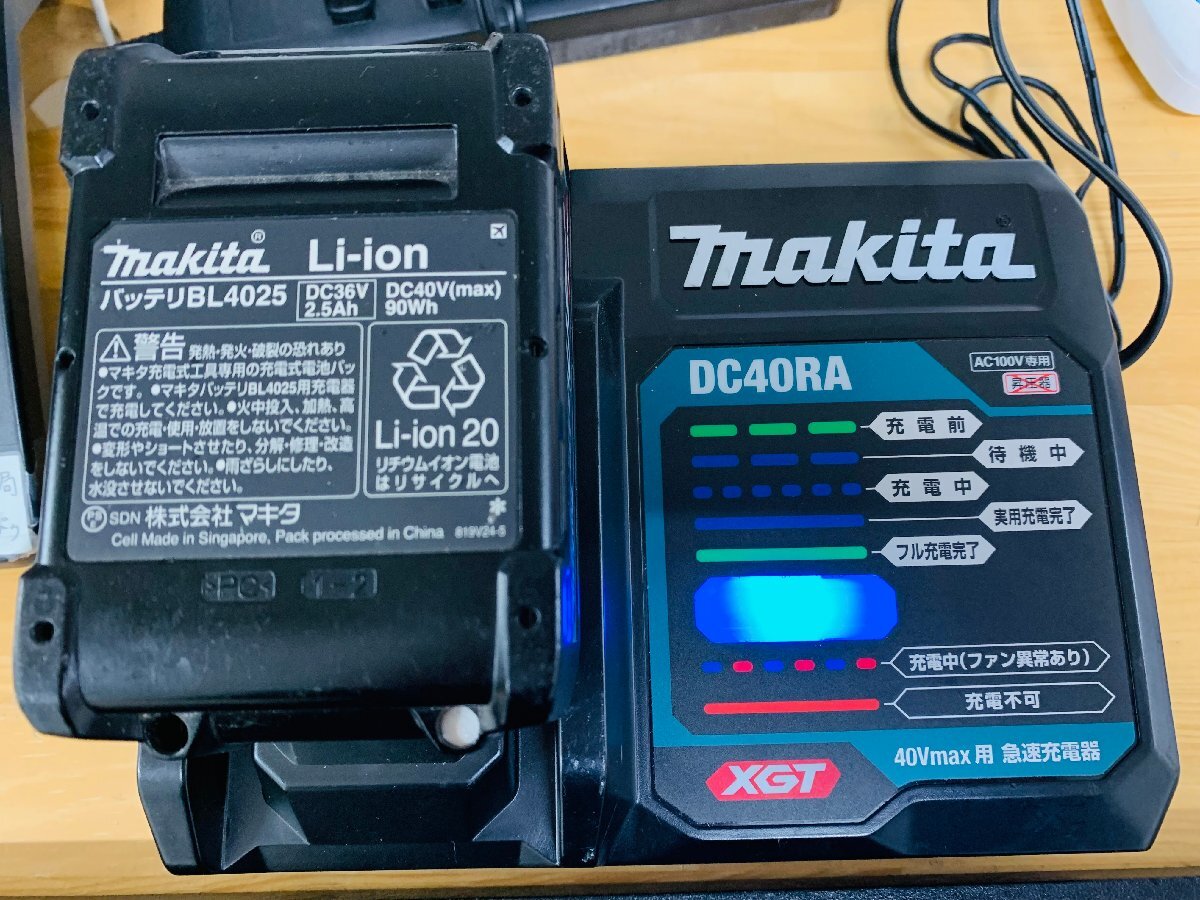 makita® Li-ion
バッテリBL4025
DC36V
2.5Ah
DC40V(max)
90Wh
警告 発熱・発火・破裂の恐れあり
●マキタ充電式工具専用の充電式電池パッ
クです。●マキタバッテリBL4025用充電器
で充電してください。●火中投入、加熱、高
温での充電・使用・放置をしないでください。
●変形やショートさせたり、分解・修理・改造
をしないでください。●雨ざらしにしたり、
水没させないでください。
Li-ion 20
リチウムイオン電池
はリサイクルへ
SDN 株式会社 マキタ
Cell Made in Singapore, Pack processed in China 819V24-5
>PC<
1-2
makita®
DC40RA
AC100V専用
昇圧器
充電前
待機中
充電中
実用充電完了
フル充電完了
充電中(ファン異常あり)
充電不可
XGT
40Vmax用 急速充電器